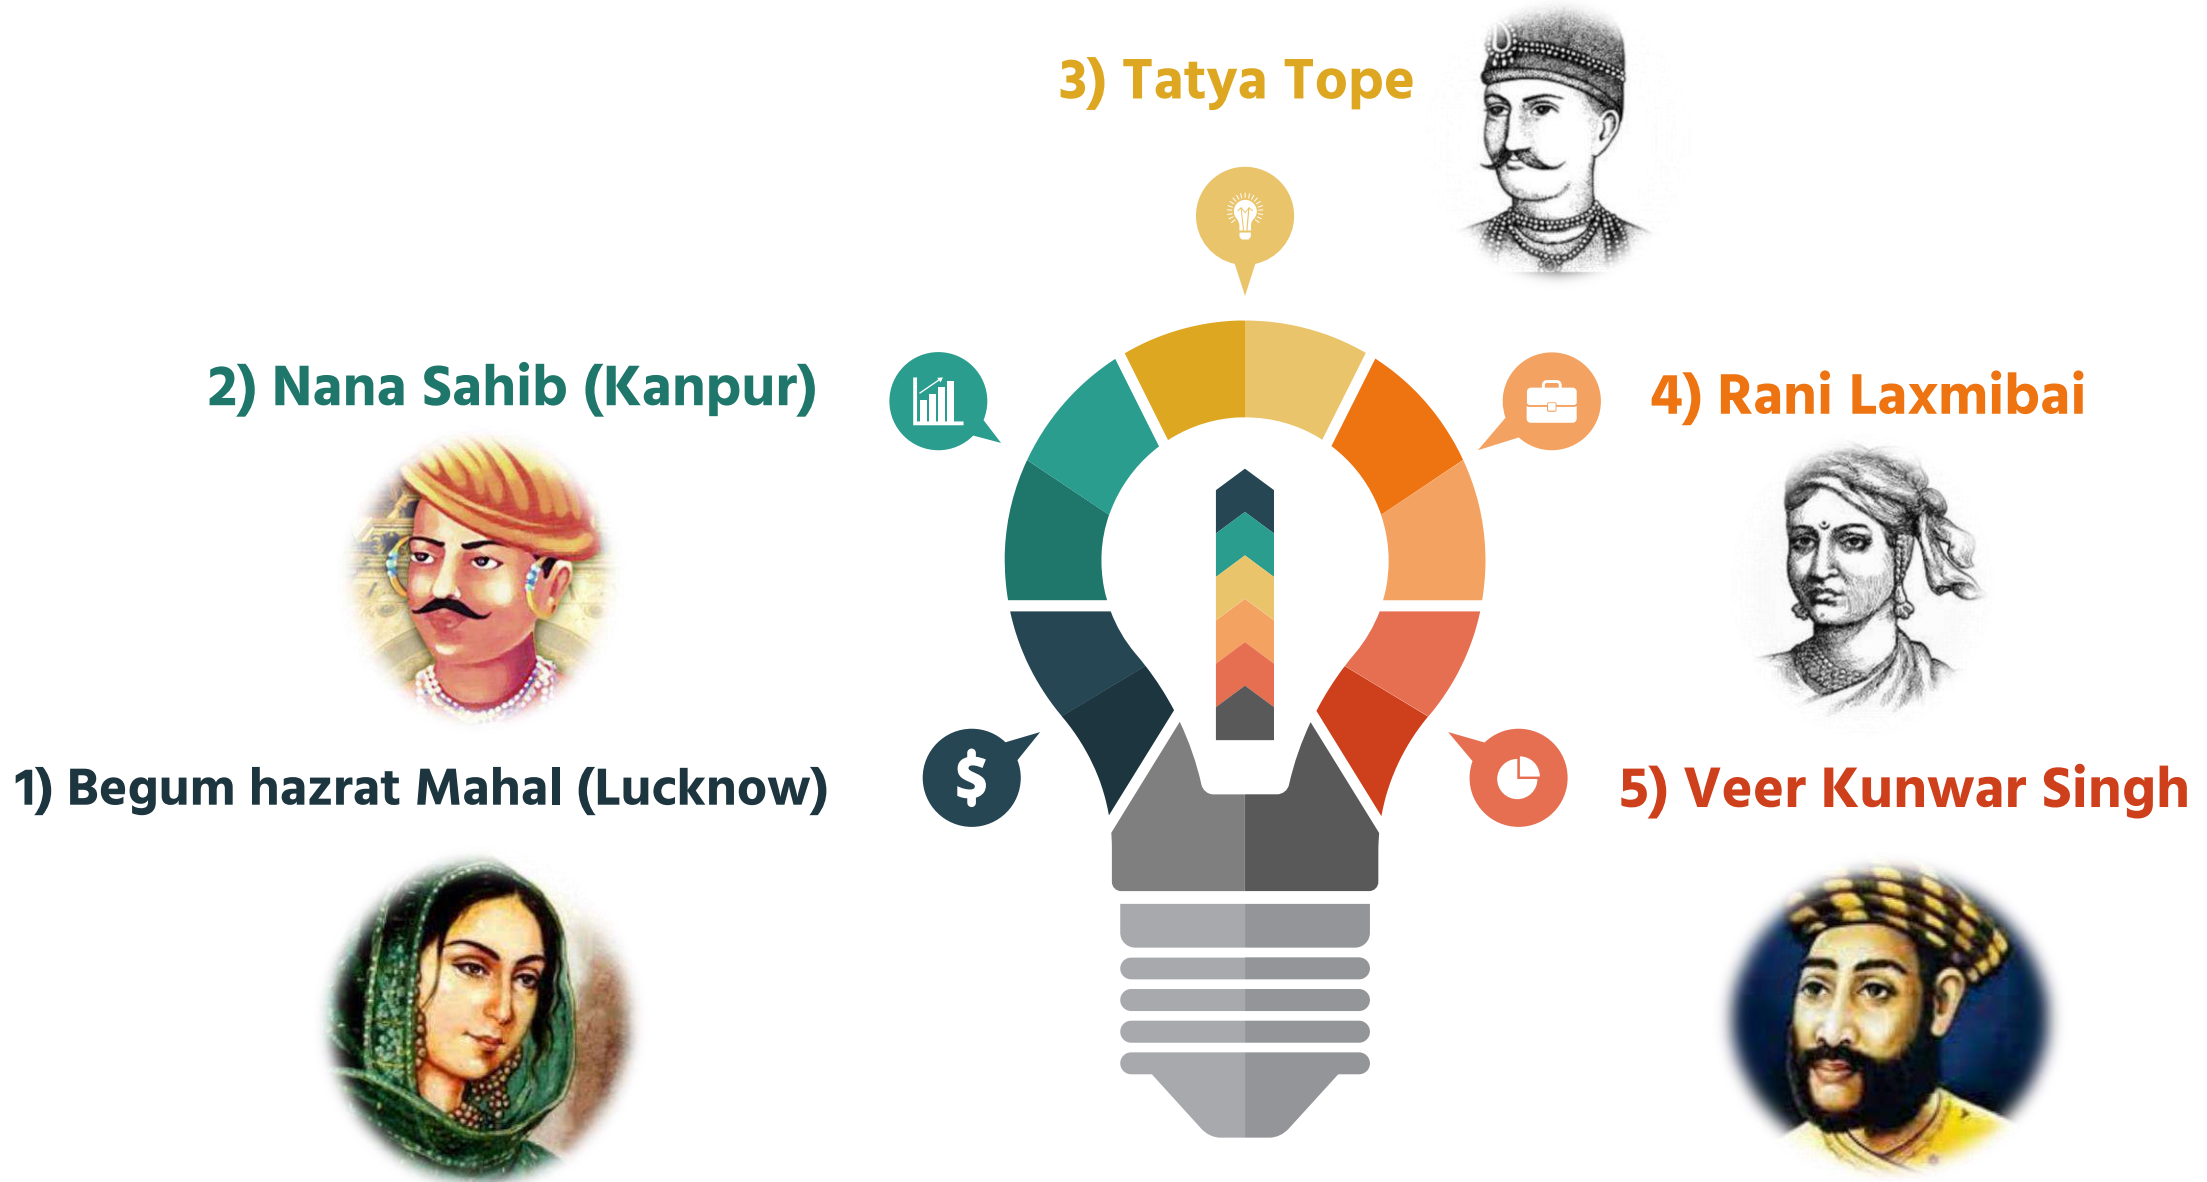 3) Tatya Tope
2) Nana Sahib (Kanpur)
4) Rani Laxmibai
1) Begum hazrat Mahal (Lucknow)
$
5) Veer Kunwar Singh